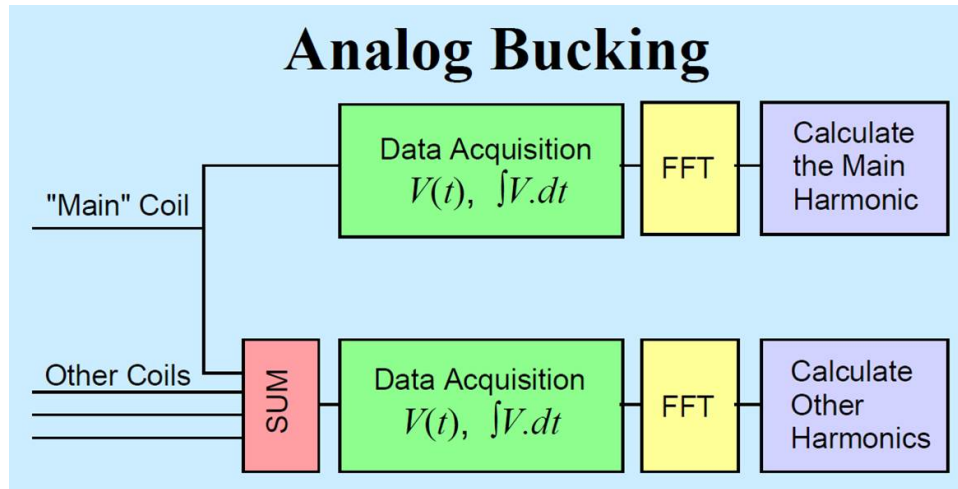 Analog Bucking
"Main" Coil
Data Acquisition
V(t), ∫V.dt
FFT
Calculate
the Main
Harmonic
Other Coils
SUM
Data Acquisition
V(t), ∫V.dt
FFT
Calculate
Other
Harmonics